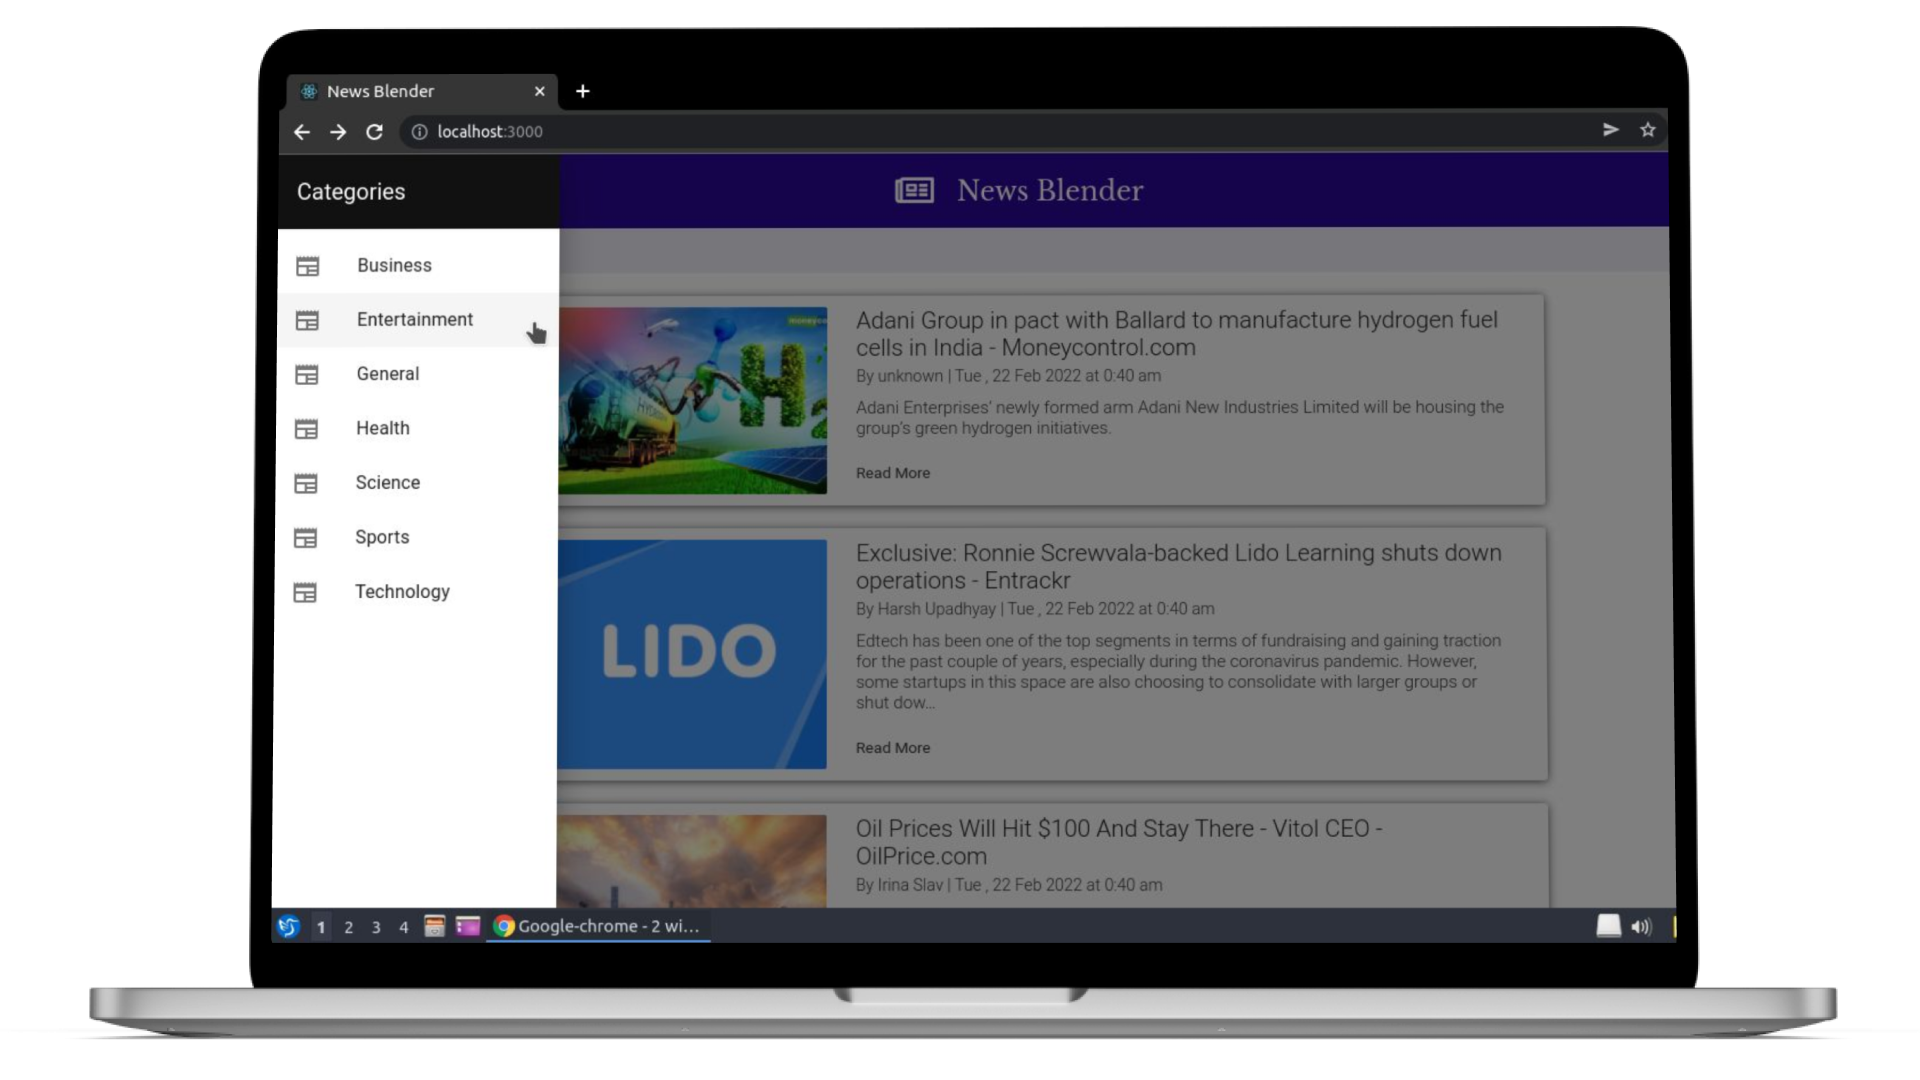 News Blender
localhost:3000
Categories
News Blender
Business
Entertainment
General
Health
Science
Sports
Technology
Adani Group in pact with Ballard to manufacture hydrogen fuel
cells in India - Moneycontrol.com
By unknown | Tue , 22 Feb 2022 at 0:40 am
Adani Enterprises' newly formed arm Adani New Industries Limited will be housing the
group's green hydrogen initiatives.
Read More
H2
LIDO
Exclusive: Ronnie Screwvala-backed Lido Learning shuts down
operations - Entrackr
By Harsh Upadhyay | Tue , 22 Feb 2022 at 0:40 am
Edtech has been one of the top segments in terms of fundraising and gaining traction
for the past couple of years, especially during the coronavirus pandemic. However,
some startups in this space are also choosing to consolidate with larger groups or
shut dow...
Read More
Oil Prices Will Hit $100 And Stay There - Vitol CEO -
OilPrice.com
By Irina Slav | Tue , 22 Feb 2022 at 0:40 am
1 2 3 4 Google-chrome - 2 wi...